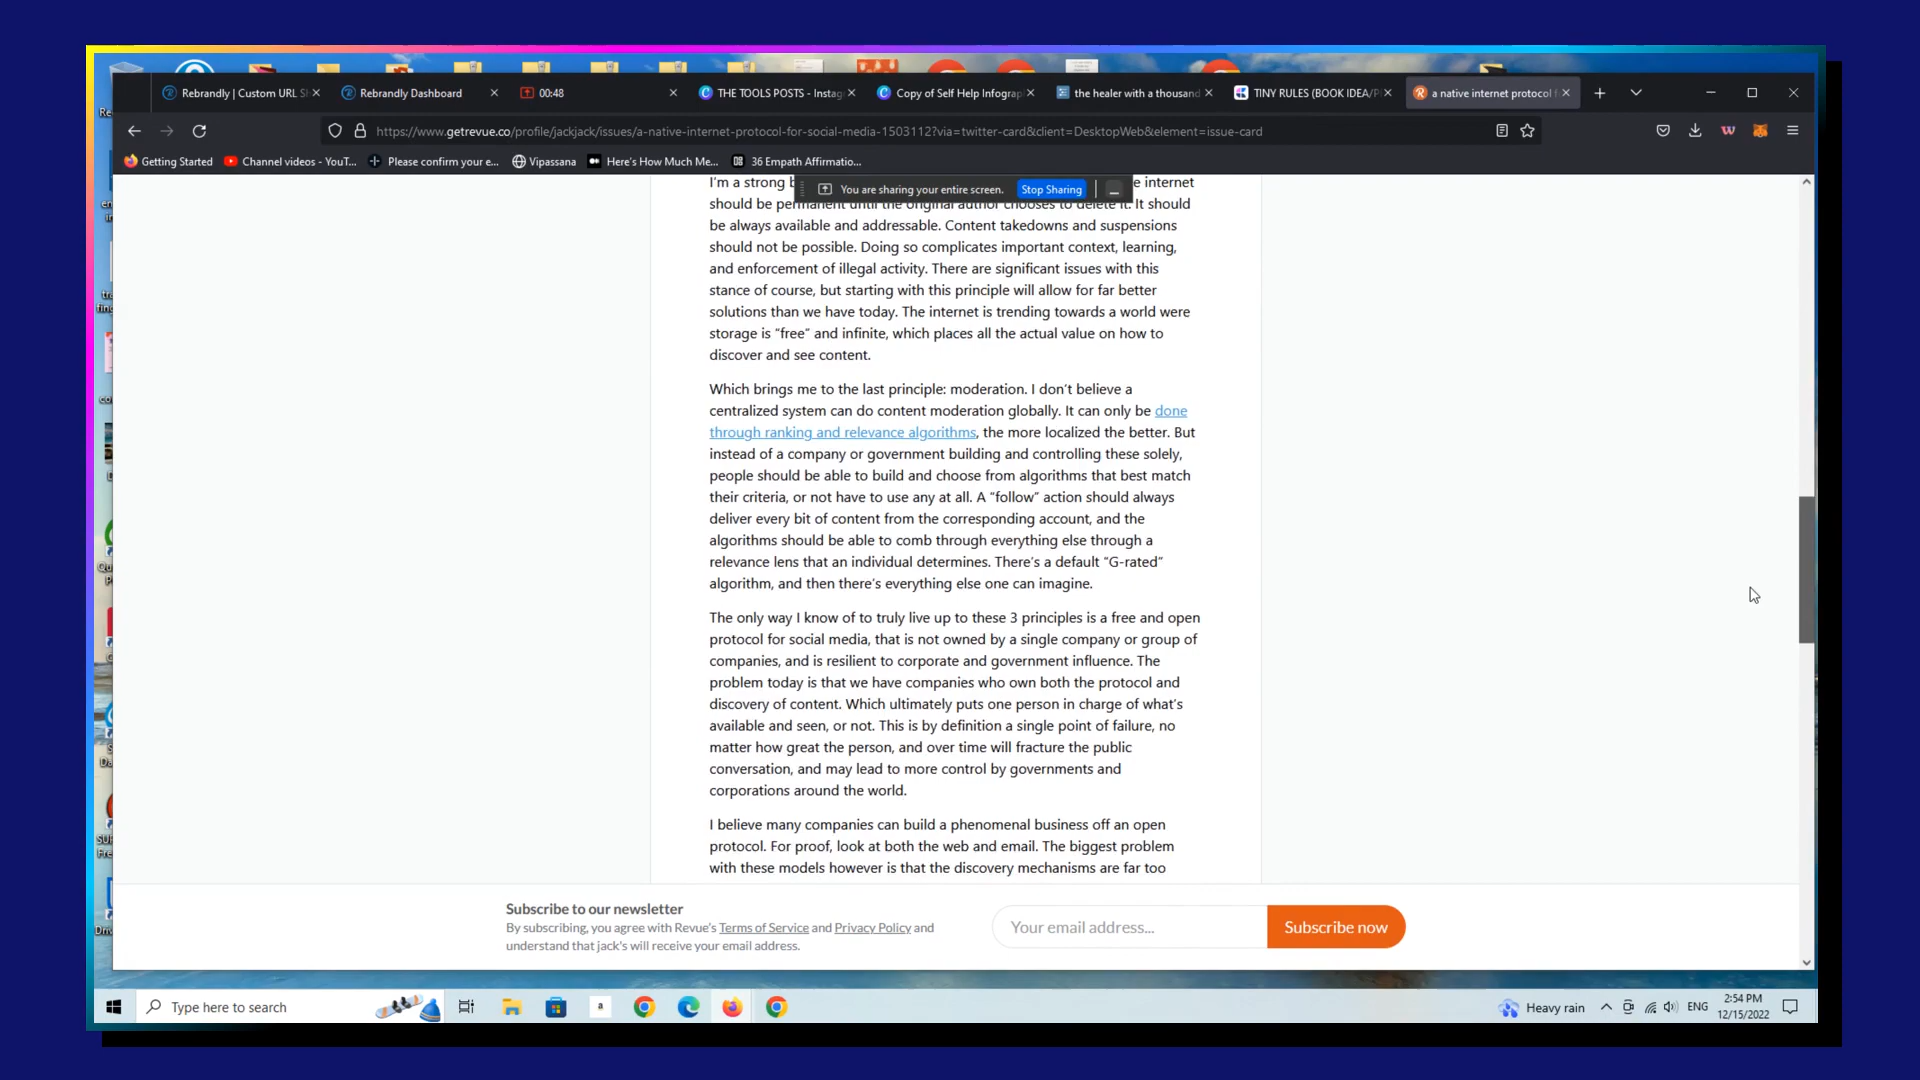 Rebrandly | Custom URL S
Rebrandly Dashboard
00:48
THE TOOLS POSTS - Instag
Copy of Self Help Infograp
the healer with a thousand
TINY RULES (BOOK IDEA/P
a native internet protocol f
https://www.getrevue.co/profile/jackjack/issues/a-native-internet-protocol-for-social-media-1503112?via=twitter-card&client=DesktopWeb&element=issue-card
Getting Started
Channel videos - YouT...
Please confirm your e...
Vipassana
Here's How Much Me...
36 Empath Affirmatio...
You are sharing your entire screen.
Stop Sharing
I'm a strong b e internet
should be permanent until the original author chooses to delete it. It should
be always available and addressable. Content takedowns and suspensions
should not be possible. Doing so complicates important context, learning,
and enforcement of illegal activity. There are significant issues with this
stance of course, but starting with this principle will allow for far better
solutions than we have today. The internet is trending towards a world were
storage is “free” and infinite, which places all the actual value on how to
discover and see content.
Which brings me to the last principle: moderation. I don’t believe a
centralized system can do content moderation globally. It can only be done
through ranking and relevance algorithms, the more localized the better. But
instead of a company or government building and controlling these solely,
people should be able to build and choose from algorithms that best match
their criteria, or not have to use any at all. A “follow” action should always
deliver every bit of content from the corresponding account, and the
algorithms should be able to comb through everything else through a
relevance lens that an individual determines. There’s a default “G-rated”
algorithm, and then there’s everything else one can imagine.
The only way I know of to truly live up to these 3 principles is a free and open
protocol for social media, that is not owned by a single company or group of
companies, and is resilient to corporate and government influence. The
problem today is that we have companies who own both the protocol and
discovery of content. Which ultimately puts one person in charge of what’s
available and seen, or not. This is by definition a single point of failure, no
matter how great the person, and over time will fracture the public
conversation, and may lead to more control by governments and
corporations around the world.
I believe many companies can build a phenomenal business off an open
protocol. For proof, look at both the web and email. The biggest problem
with these models however is that the discovery mechanisms are far too
Subscribe to our newsletter
By subscribing, you agree with Revue’s Terms of Service and Privacy Policy and
understand that jack's will receive your email address.
Your email address...
Subscribe now
Type here to search
Heavy rain
ENG
2:54 PM
12/15/2022